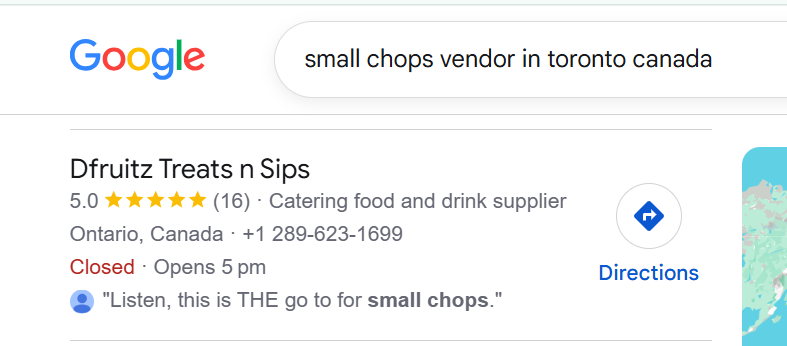 Google
small chops vendor in toronto canada
Dfruitz Treats n Sips
5.0 ★★★★★ (16) · Catering food and drink supplier
Ontario, Canada · +1 289-623-1699
Closed · Opens 5 pm
"Listen, this is THE go to for small chops."
Directions